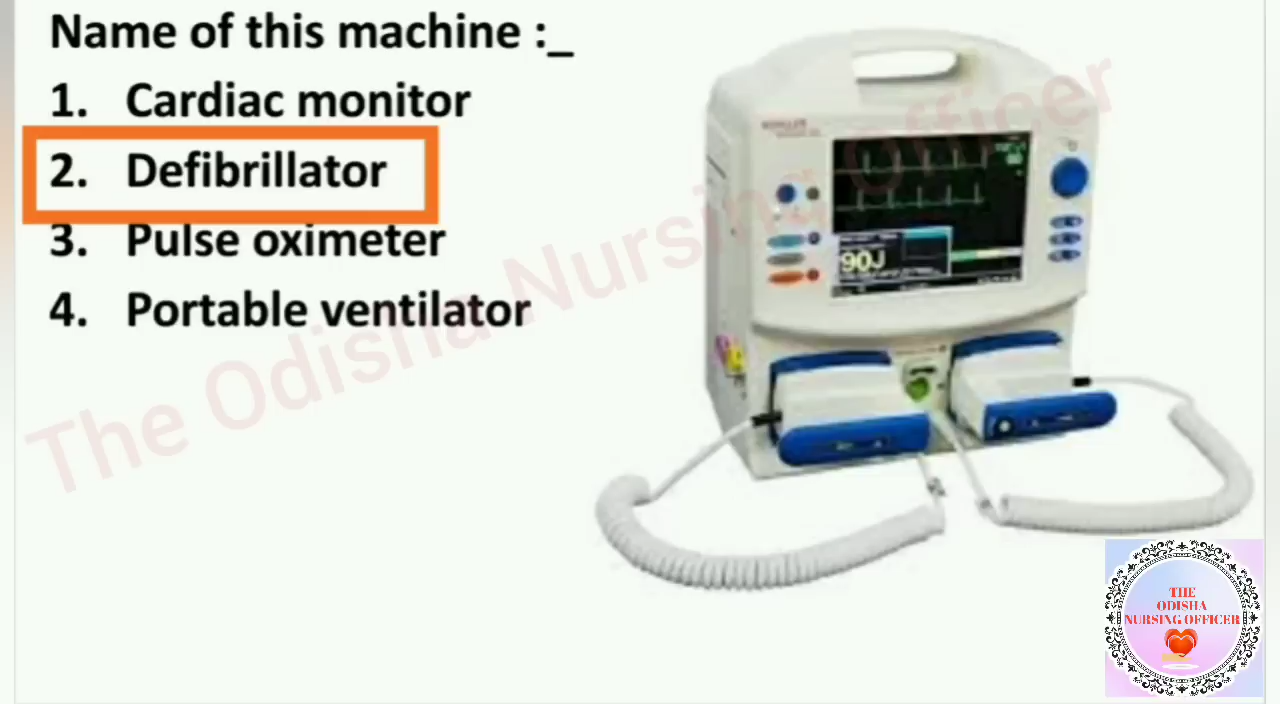 Name of this machine :_
1. Cardiac monitor
2. Defibrillator
3. Pulse oximeter
4. Portable ventilator
The Odisha Nursing Officer
90J
THE
ODISHA
NURSING OFFICER